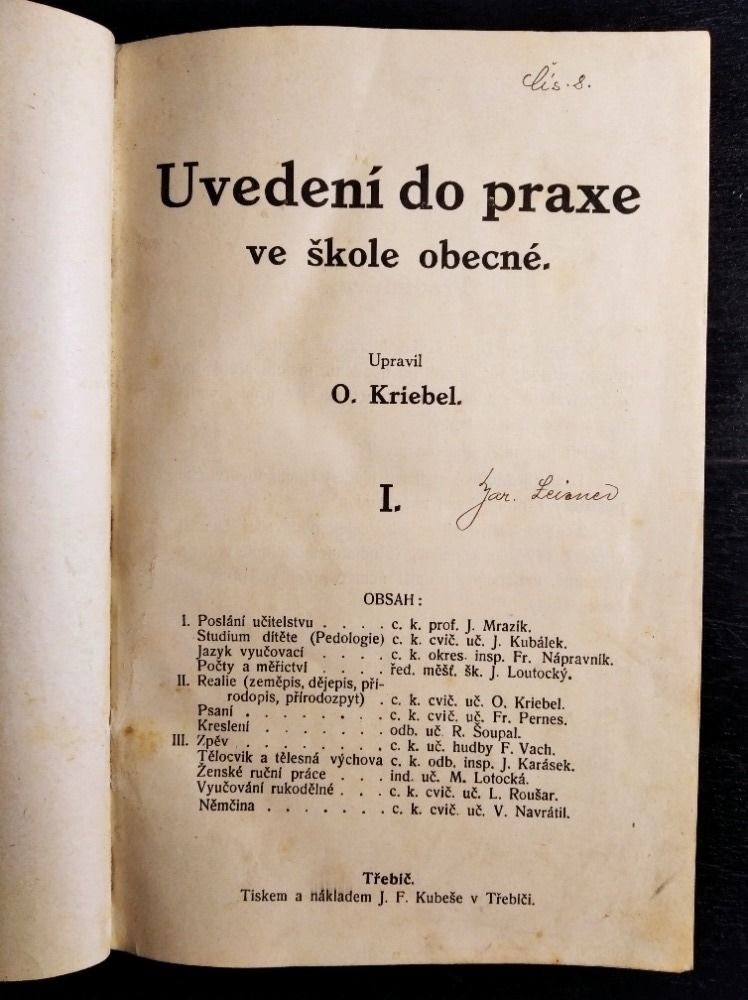 čís. 8.
Uvedení do praxe
ve škole obecné.
Upravil
O. Kriebel.
I.
Jar. Leisner
OBSAH :
I. Poslání učitelstvu . . . . c. k. prof. J. Mrazík.
Studium dítěte (Pedologie) c. k. cvič. uč. J. Kubálek.
Jazyk vyučovací . . . . c. k. okres. insp. Fr. Nápravník.
Počty a měřictví . . . . řed. měšť. šk. J. Loutocký.
II. Realie (zeměpis, dějepis, pří-
rodopis, přírodozpyt) . c. k. cvič. uč. O. Kriebel.
Psaní . . . . . . . . c. k. cvič. uč. Fr. Pernes.
Kreslení . . . . . . . odb. uč. R. Šoupal.
III. Zpěv . . . . . . . . c. k. uč. hudby F. Vach.
Tělocvik a tělesná výchova c. k. odb. insp. J. Karásek.
Ženské ruční práce . . . ind. uč. M. Lotocká.
Vyučování rukodělné . . . c. k. cvič. uč. L. Roušar.
Němčina . . . . . . . c. k. cvič. uč. V. Navrátil.
Třebíč.
Tiskem a nákladem J. F. Kubeše v Třebíči.